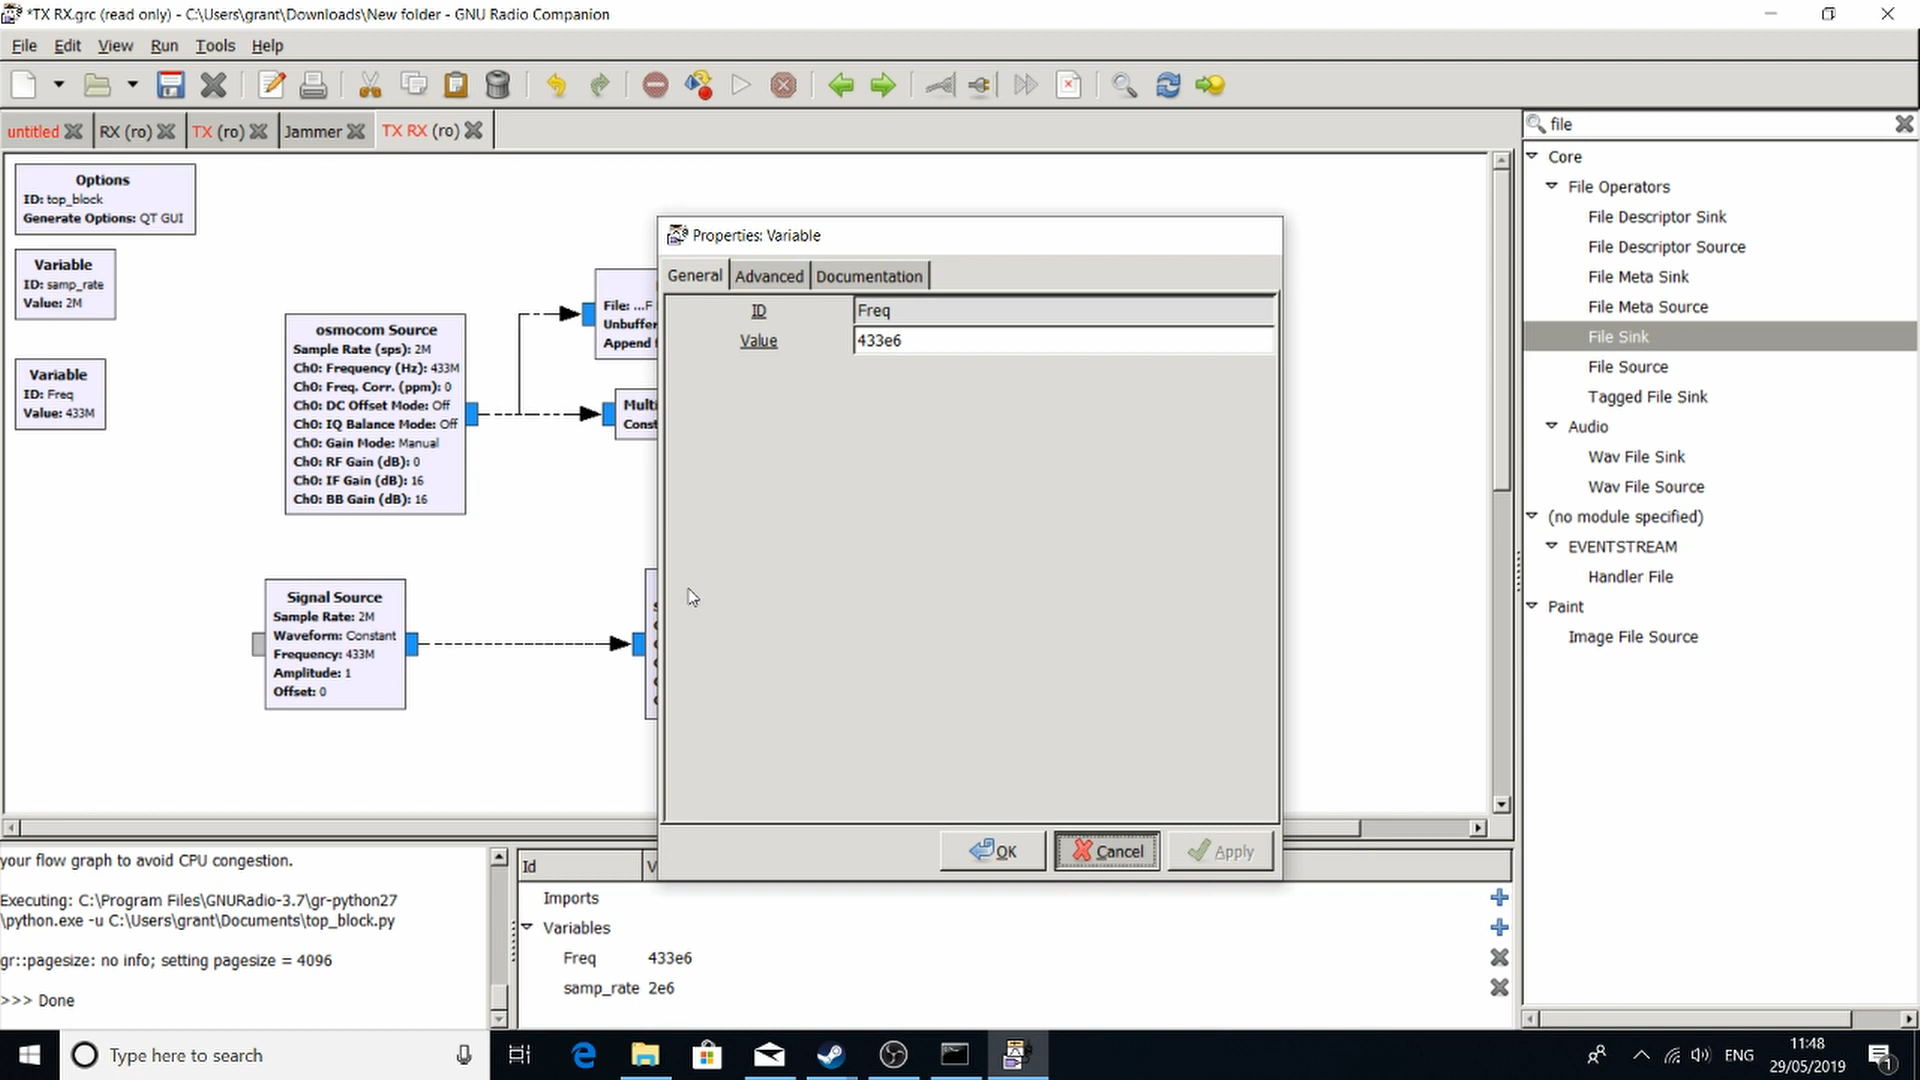 *TX RX.grc (read only) - C:\Users\grant\Downloads\New folder - GNU Radio Companion
File Edit View Run Tools Help
untitled RX (ro) TX (ro) Jammer TX RX (ro)
Options
ID: top_block
Generate Options: QT GUI
Variable
ID: samp_rate
Value: 2M
Variable
ID: Freq
Value: 433M
osmocom Source
Sample Rate (sps): 2M
Ch0: Frequency (Hz): 433M
Ch0: Freq. Corr. (ppm): 0
Ch0: DC Offset Mode: Off
Ch0: IQ Balance Mode: Off
Ch0: Gain Mode: Manual
Ch0: RF Gain (dB): 0
Ch0: IF Gain (dB): 16
Ch0: BB Gain (dB): 16
File: ...F
Unbuffer
Append
Multi
Const
Signal Source
Sample Rate: 2M
Waveform: Constant
Frequency: 433M
Amplitude: 1
Offset: 0
Properties: Variable
General Advanced Documentation
ID Freq
Value 433e6
OK Cancel Apply
file
Core
File Operators
File Descriptor Sink
File Descriptor Source
File Meta Sink
File Meta Source
File Sink
File Source
Tagged File Sink
Audio
Wav File Sink
Wav File Source
(no module specified)
EVENTSTREAM
Handler File
Paint
Image File Source
your flow graph to avoid CPU congestion.
Executing: C:\Program Files\GNURadio-3.7\gr-python27
\python.exe -u C:\Users\grant\Documents\top_block.py
gr::pagesize: no info; setting pagesize = 4096
>>> Done
Id V
Imports
Variables
Freq 433e6
samp_rate 2e6
Type here to search
ENG
11:48
29/05/2019
1